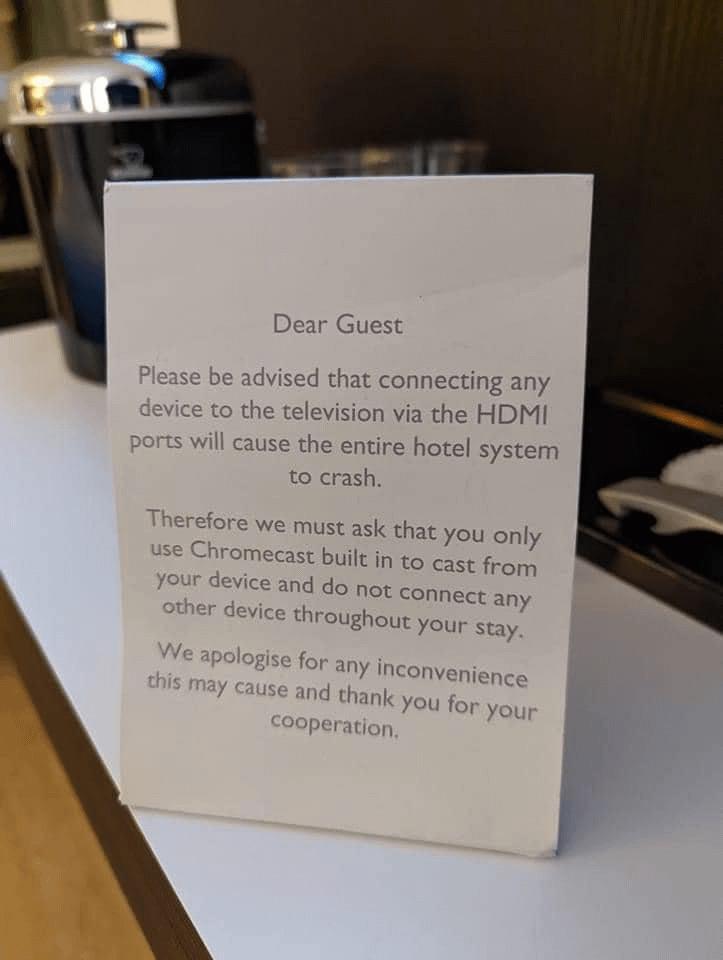 Dear Guest
Please be advised that connecting any
device to the television via the HDMI
ports will cause the entire hotel system
to crash.
Therefore we must ask that you only
use Chromecast built in to cast from
your device and do not connect any
other device throughout your stay.
We apologise for any inconvenience
this may cause and thank you for your
cooperation.